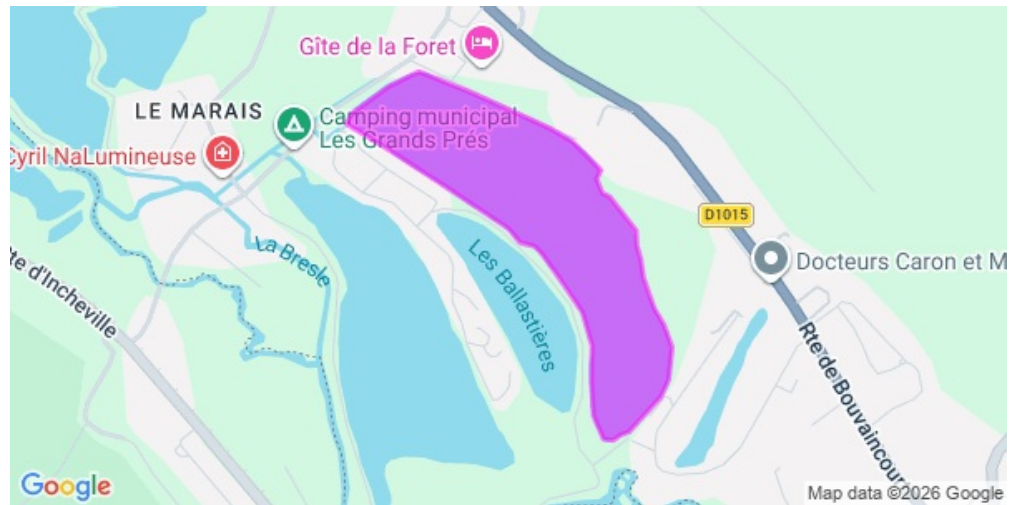 Gîte de la Foret
LE MARAIS
Camping municipal
Les Grands Prés
Cyril NaLumineuse
D1015
La Bresle
Les Ballastières
Docteurs Caron et M
te d'Incheville
Rte de Bouvaincour
Google
Map data ©2026 Google